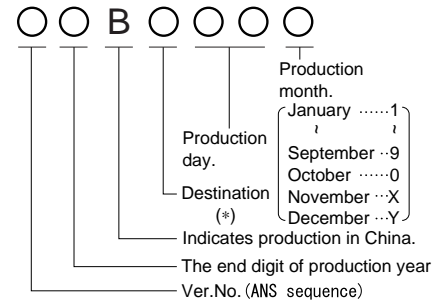 ○ ○ B ○ ○ ○ ○
Production
month.
January ······1
~ ~
September ··9
October ······0
November ···X
December ···Y
Production
day.
Destination
(*)
Indicates production in China.
The end digit of production year
Ver.No.(ANS sequence)